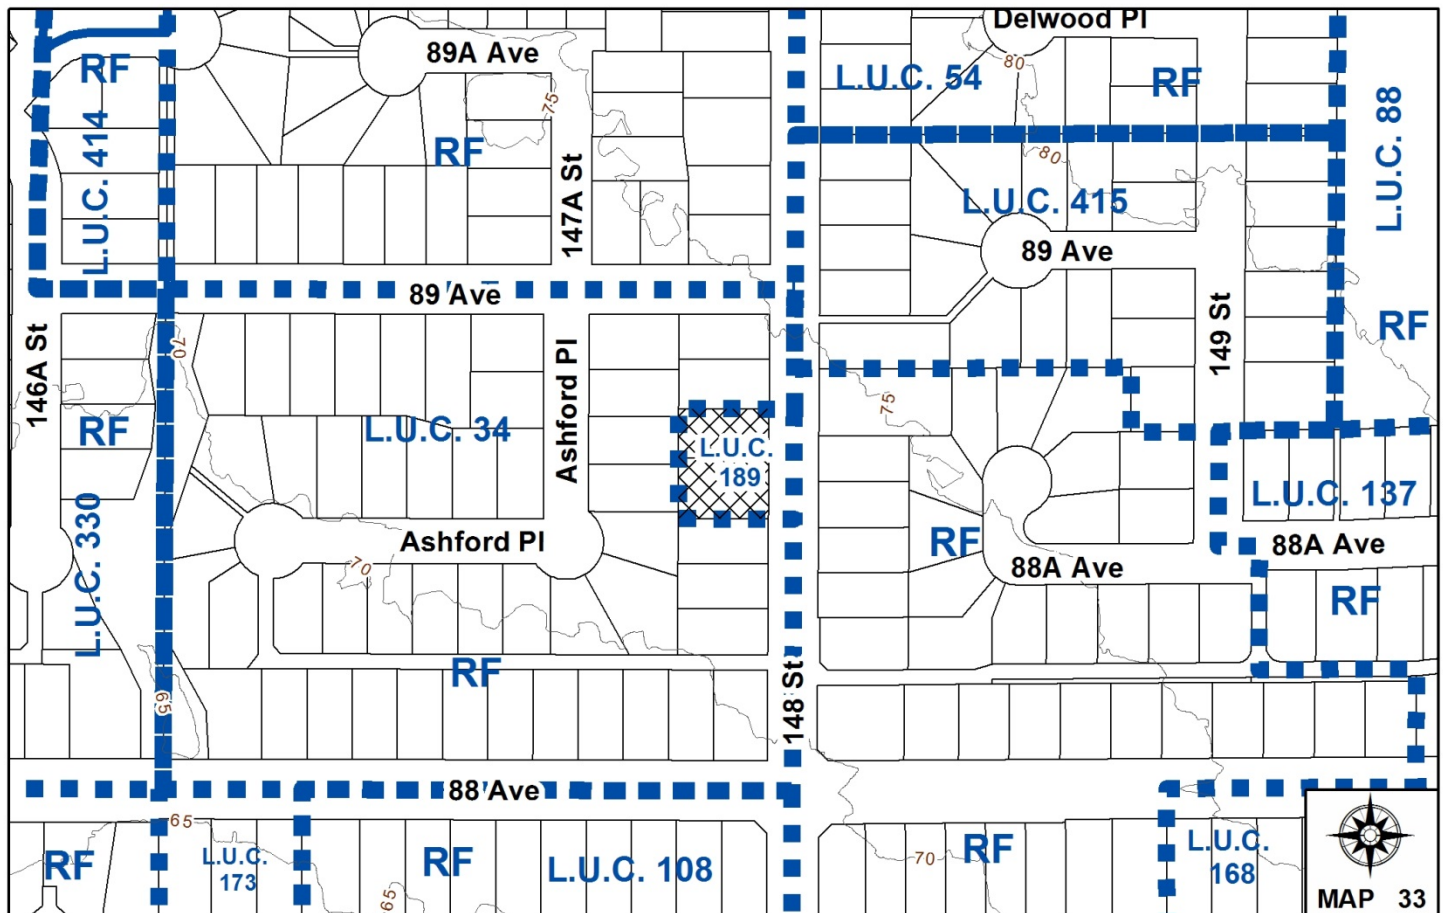 Delwood Pl
89A Ave
RF
80
L.U.C. 54
RF
75
L.U.C. 414
L.U.C. 88
RF
80
147A St
L.U.C. 415
89 Ave
89 Ave
149 St
RF
70
146A St
Ashford Pl
75
L.U.C. 34
RF
L.U.C.
189
L.U.C. 137
L.U.C. 330
Ashford Pl
RF
88A Ave
70
88A Ave
RF
RF
148 St
65
88 Ave
65
RF
L.U.C.
173
RF
L.U.C. 108
65
70
RF
L.U.C.
168
MAP 33